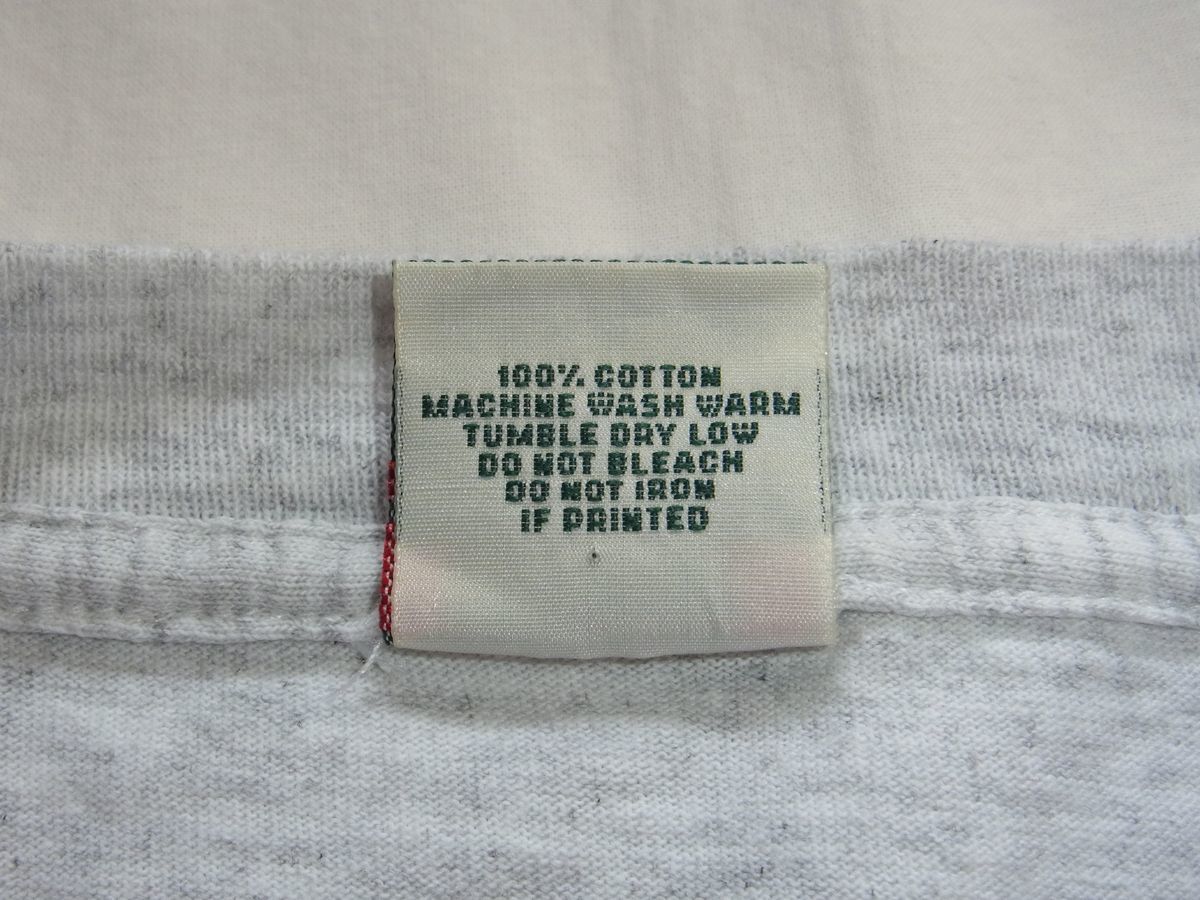 100% COTTON
MACHINE WASH WARM
TUMBLE DRY LOW
DO NOT BLEACH
DO NOT IRON
IF PRINTED